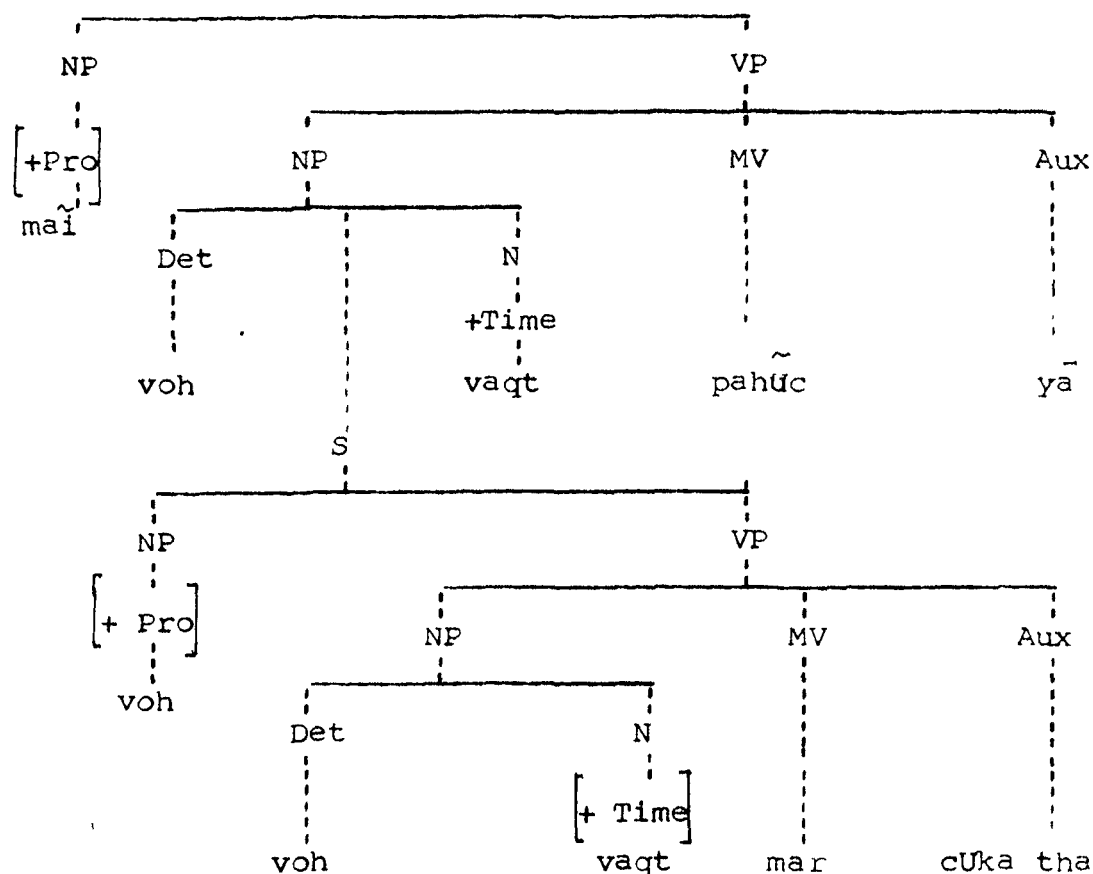 NP VP
[+Pro] NP MV Aux
maĩ
Det N
+Time
voh vaqt pahŨc yā
S
NP VP
[+ Pro] NP MV Aux
voh
Det N
[+ Time]
voh vaqt mar cUka tha